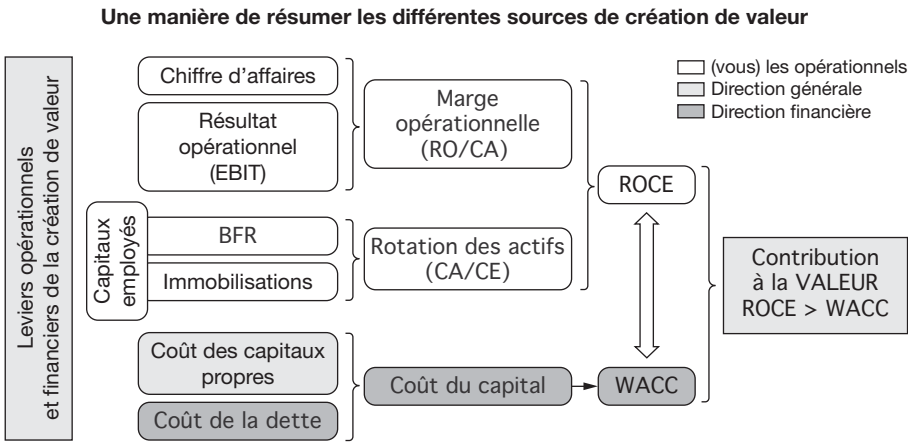 Une manière de résumer les différentes sources de création de valeur
Leviers opérationnels
et financiers de la création de valeur
Chiffre d'affaires
Résultat
opérationnel
(EBIT)
Marge
opérationnelle
(RO/CA)
(vous) les opérationnels
Direction générale
Direction financière
Capitaux
employés
BFR
Immobilisations
Rotation des actifs
(CA/CE)
ROCE
Contribution
à la VALEUR
ROCE > WACC
Coût des capitaux
propres
Coût de la dette
Coût du capital
WACC